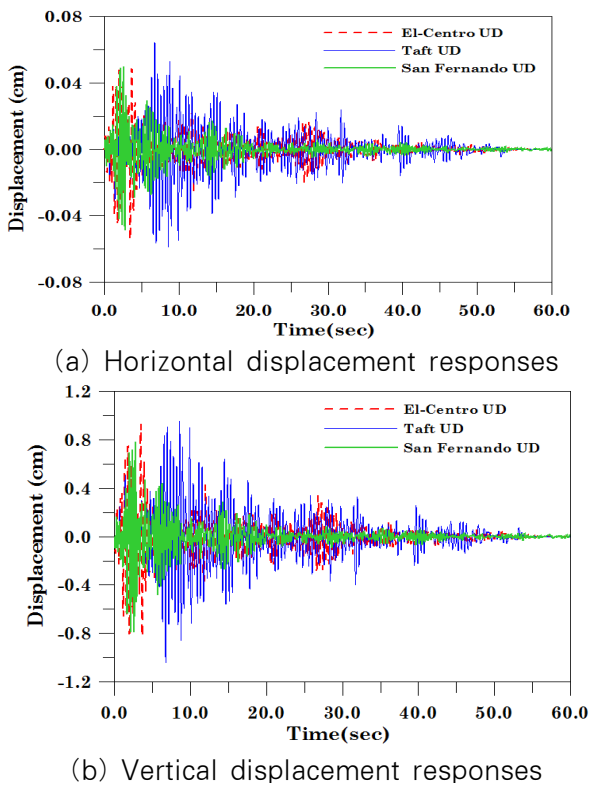 0.08
0.04
0.00
-0.04
-0.08
Displacement (cm)
El-Centro UD
Taft UD
San Fernando UD
0.0 10.0 20.0 30.0 40.0 50.0 60.0
Time(sec)
(a) Horizontal displacement responses
1.2
0.8
0.4
0.0
-0.4
-0.8
-1.2
Displacement (cm)
El-Centro UD
Taft UD
San Fernando UD
0.0 10.0 20.0 30.0 40.0 50.0 60.0
Time(sec)
(b) Vertical displacement responses